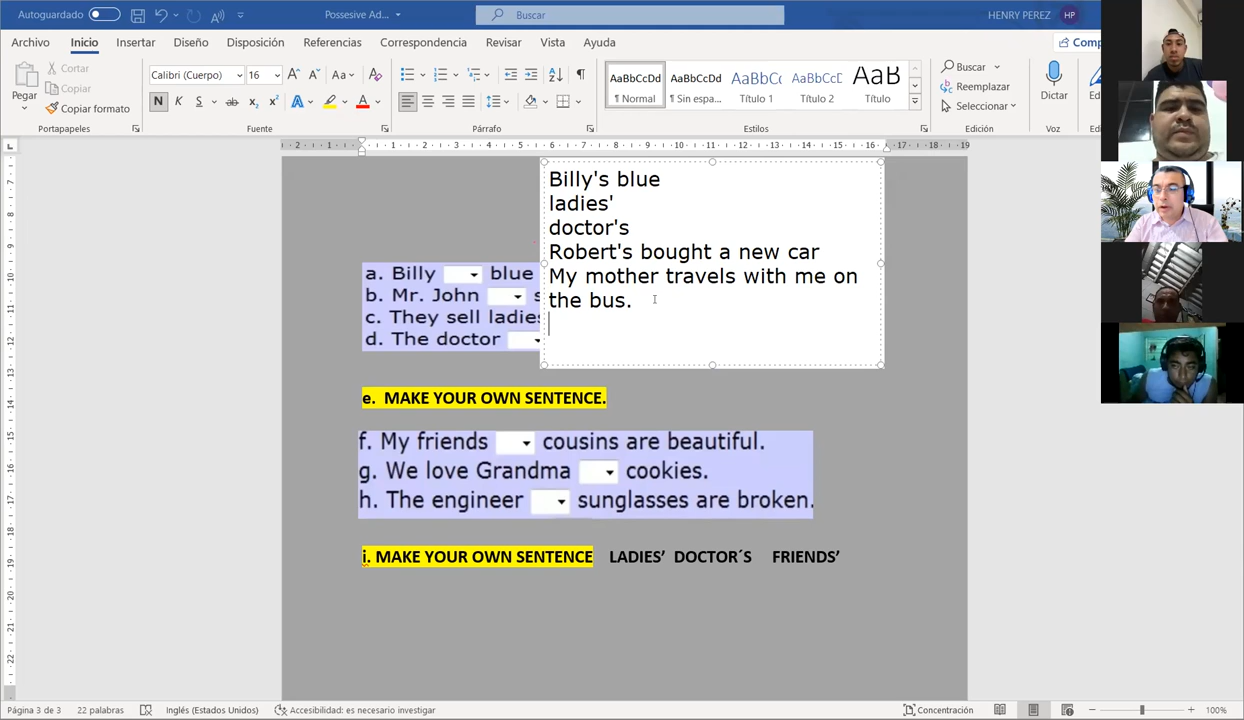 Autoguardado
Possesive Ad...
Buscar
HENRY PEREZ
HP
Archivo
Inicio
Insertar
Diseño
Disposición
Referencias
Correspondencia
Revisar
Vista
Ayuda
Pegar
Cortar
Copiar
Copiar formato
Portapapeles
Calibri (Cuerpo)
16
Fuente
Párrafo
AaBbCcDd
¶ Normal
AaBbCcDd
¶ Sin espa...
AaBbCc
Título 1
AaBbCcD
Título 2
AaB
Título
Estilos
Buscar
Reemplazar
Seleccionar
Edición
Dictar
Voz
Billy's blue
ladies'
doctor's
Robert's bought a new car
My mother travels with me on
the bus.
a. Billy blue
b. Mr. John
c. They sell ladies
d. The doctor
e. MAKE YOUR OWN SENTENCE.
f. My friends cousins are beautiful.
g. We love Grandma cookies.
h. The engineer sunglasses are broken.
i. MAKE YOUR OWN SENTENCE LADIES’ DOCTOR´S FRIENDS’
Página 3 de 3
22 palabras
Inglés (Estados Unidos)
Accesibilidad: es necesario investigar
Concentración
100%